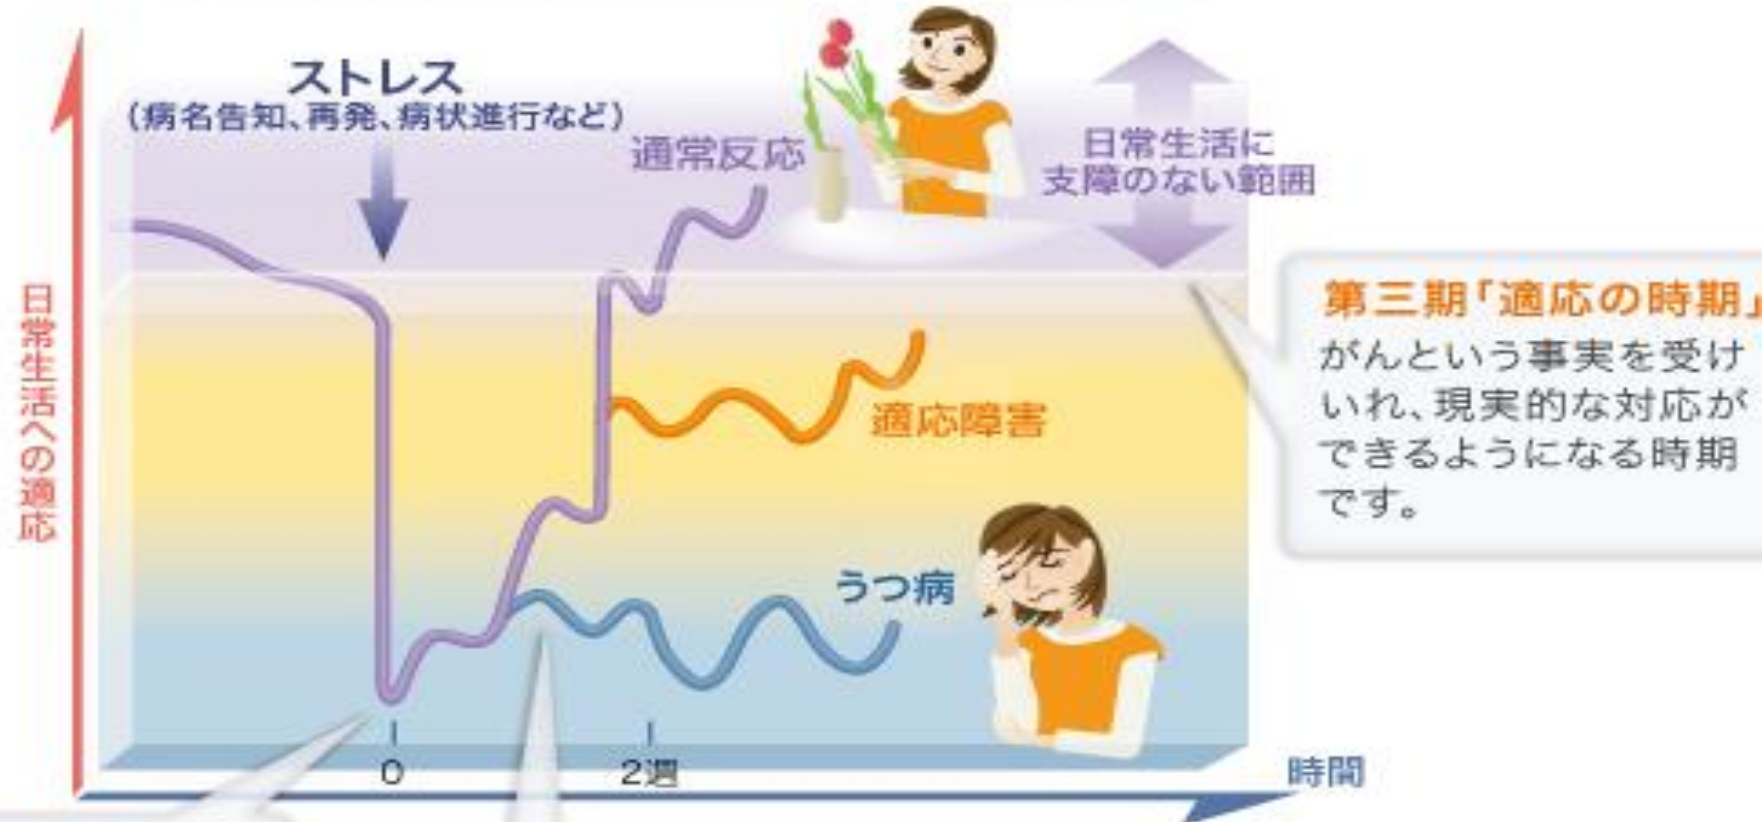 ストレス
(病名告知、再発、病状進行など)
通常反応
日常生活に
支障のない範囲
日常生活への適応
第三期「適応の時期」
がんという事実を受け
いれ、現実的な対応が
できるようになる時期
です。
適応障害
うつ病
0
2週
時間